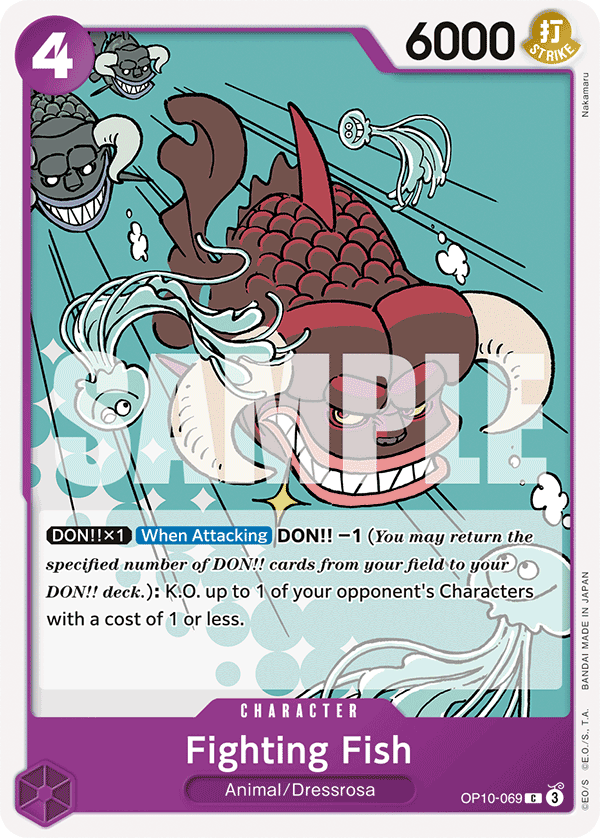 4
6000
打
STRIKE
Nakamaru
SAMPLE
DON!!×1 When Attacking DON!! −1 (You may return the
specified number of DON!! cards from your field to your
DON!! deck.): K.O. up to 1 of your opponent's Characters
with a cost of 1 or less.
CHARACTER
Fighting Fish
Animal/Dressrosa
OP10-069 C 3
©EO/S ©E.O./S., T.A. BANDAI MADE IN JAPAN